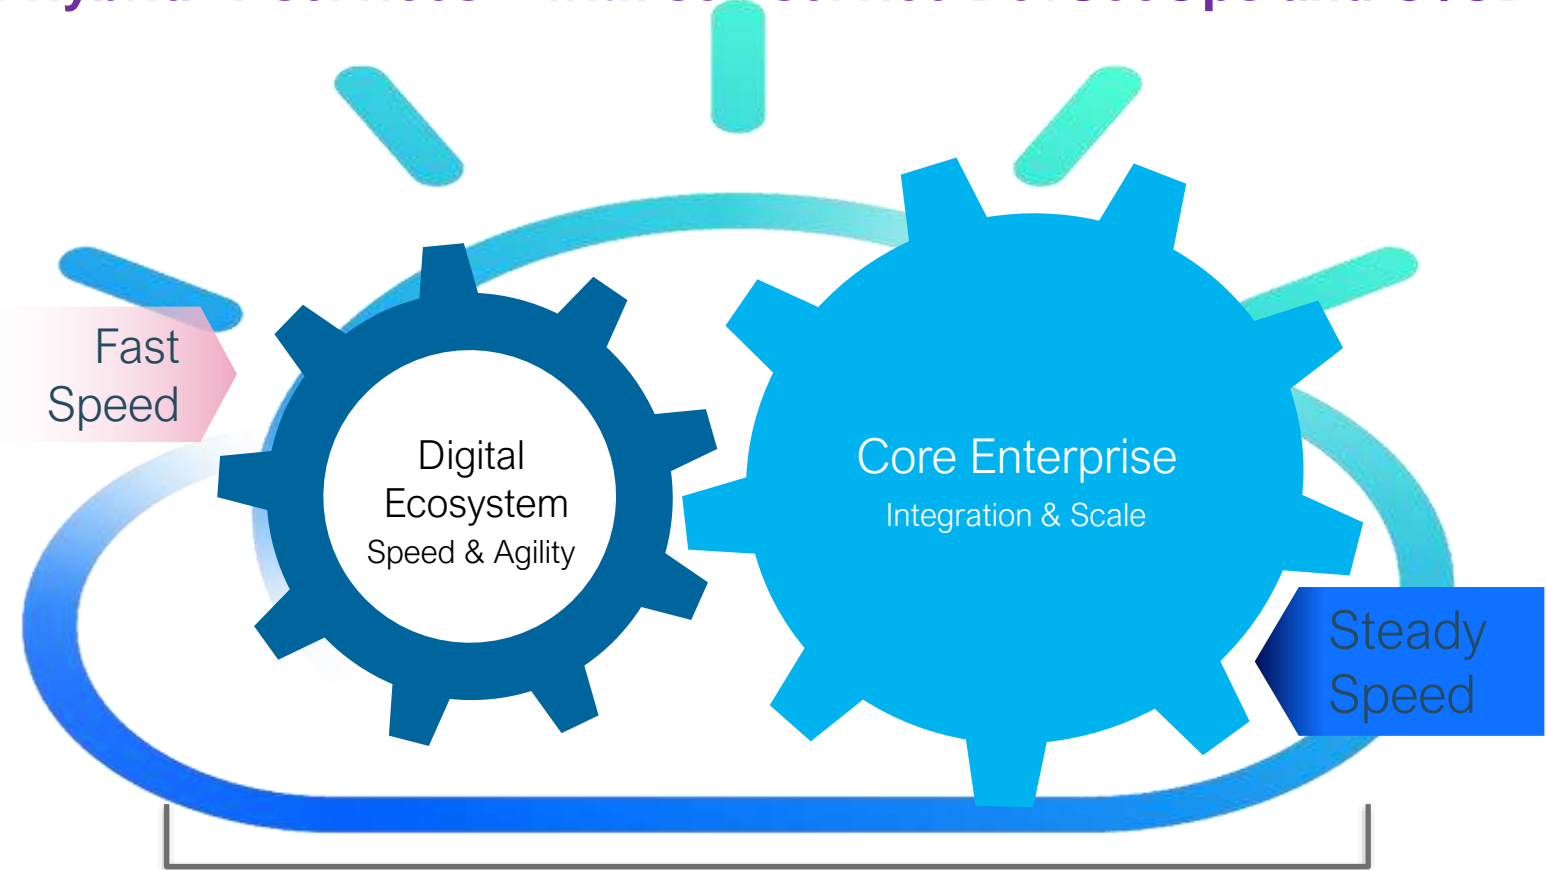 Fast
Speed
Digital
Ecosystem
Speed & Agility
Core Enterprise
Integration & Scale
Steady
Speed